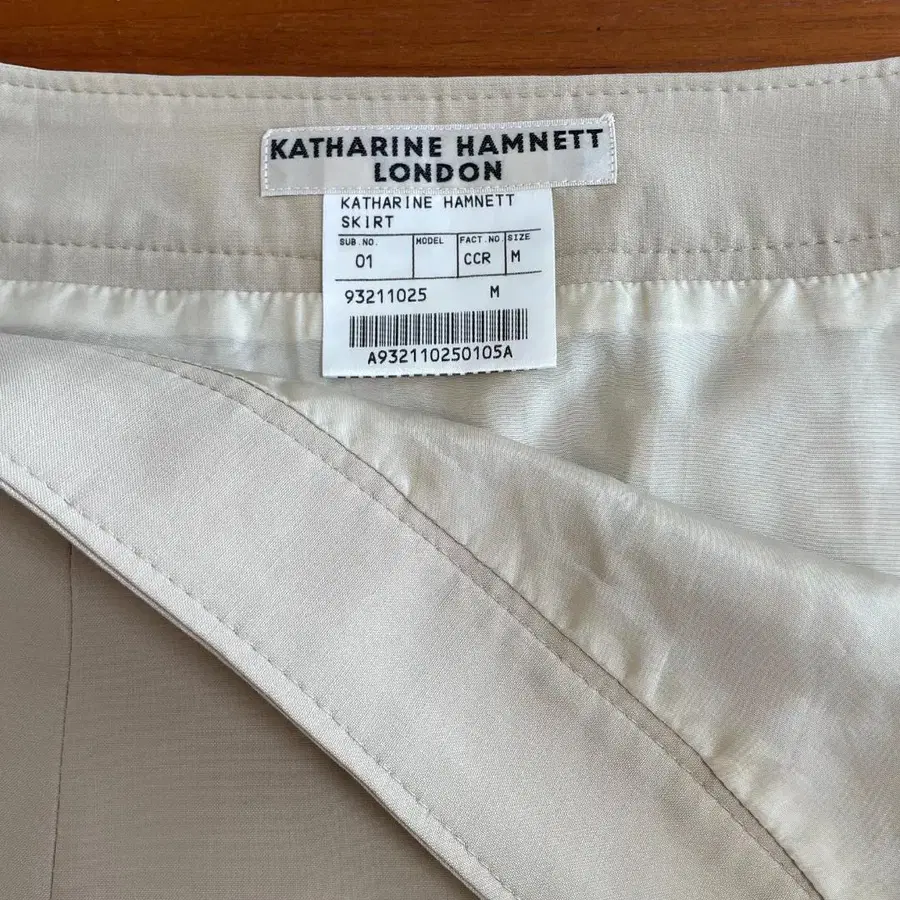 KATHARINE HAMNETT
LONDON
KATHARINE HAMNETT
SKIRT
SUB.NO. MODEL FACT.NO. SIZE
01 CCR M
93211025 M
A932110250105A